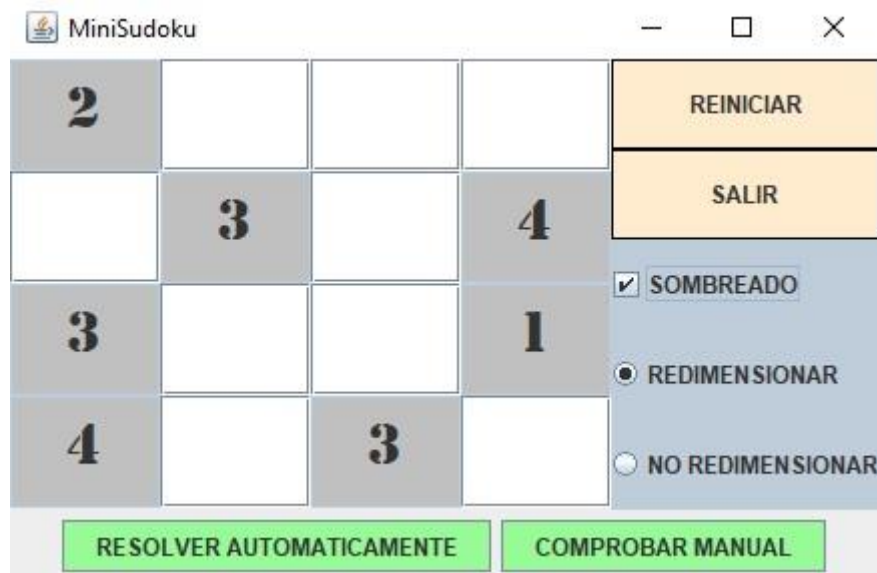 MiniSudoku
2
REINICIAR
SALIR
3 4
SOMBREADO
3 1
REDIMENSIONAR
4 3
NO REDIMENSIONAR
RESOLVER AUTOMATICAMENTE COMPROBAR MANUAL